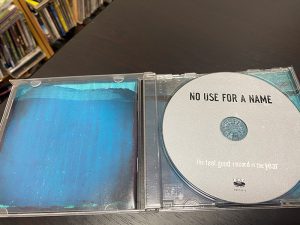 NO USE FOR A NAME
the feel good record of the year